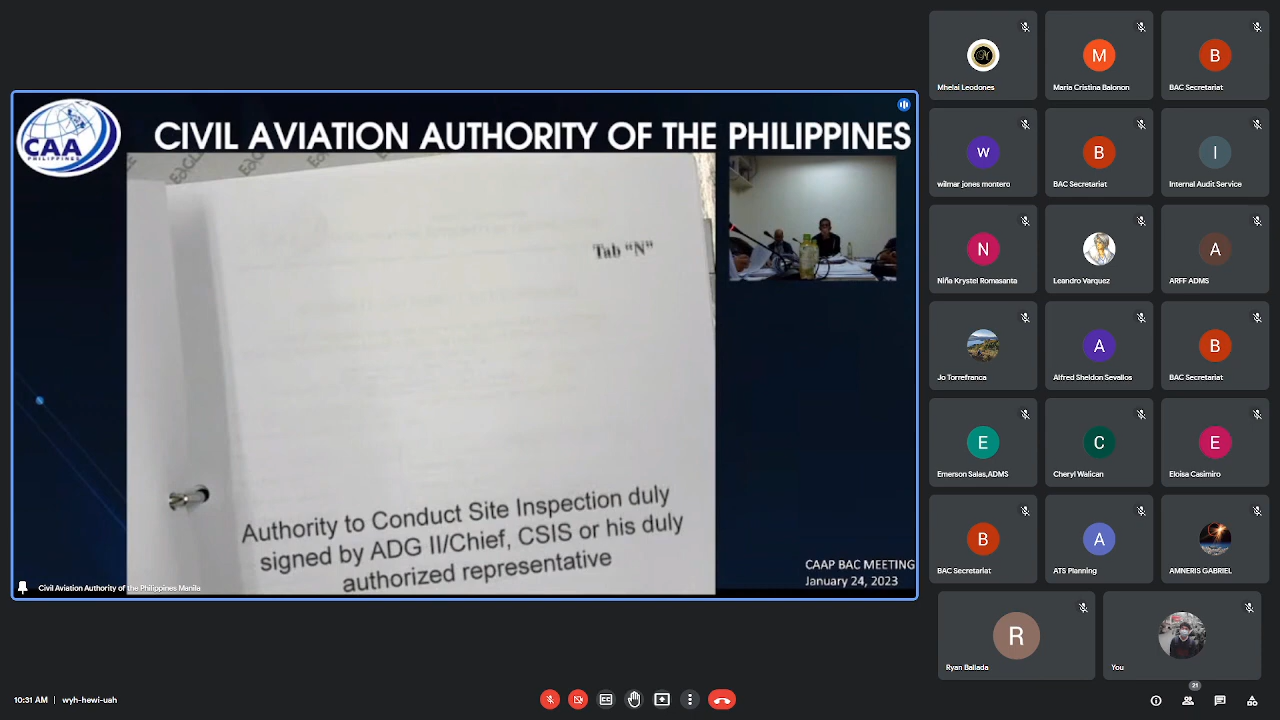 CAA
PHILIPPINES
CIVIL AVIATION AUTHORITY OF THE PHILIPPINES
EAGLE
Tab "N"
Authority to Conduct Site Inspection duly
signed by ADG II/Chief, CSIS or his duly
authorized representative
CAAP BAC MEETING
January 24, 2023
Civil Aviation Authority of the Philippines Manila
M
B
Marie Cristina Balonon
BAC Secretariat
W
B
I
wilmar jones montero
BAC Secretariat
Internal Audit Service
N
A
Niña Krystel Romasanta
Leandro Varquez
ARFF ADMS
A
B
Jo Torrefranca
Alfred Sheldon Sevallos
BAC Secretariat
E
C
E
Emerson Salas,ADMS
Cheryl Walican
Eloisa Casimiro
B
A
BAC Secretariat
ATS Planning
AMNERIS GABRIEL
R
Ryan Ballada
You
10:31 AM | wyh-hewi-uah
21